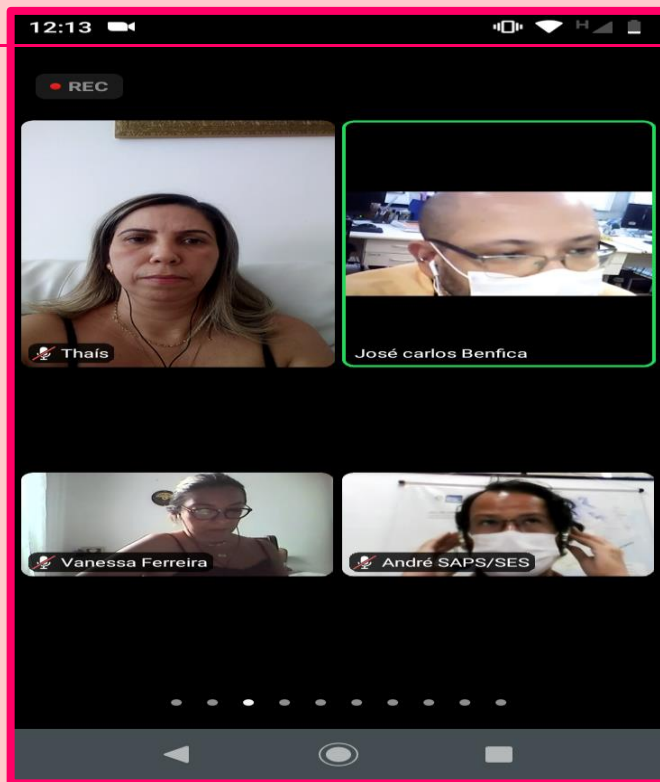 12:13
H
REC
Thaís
José carlos Benfica
Vanessa Ferreira
André SAPS/SES